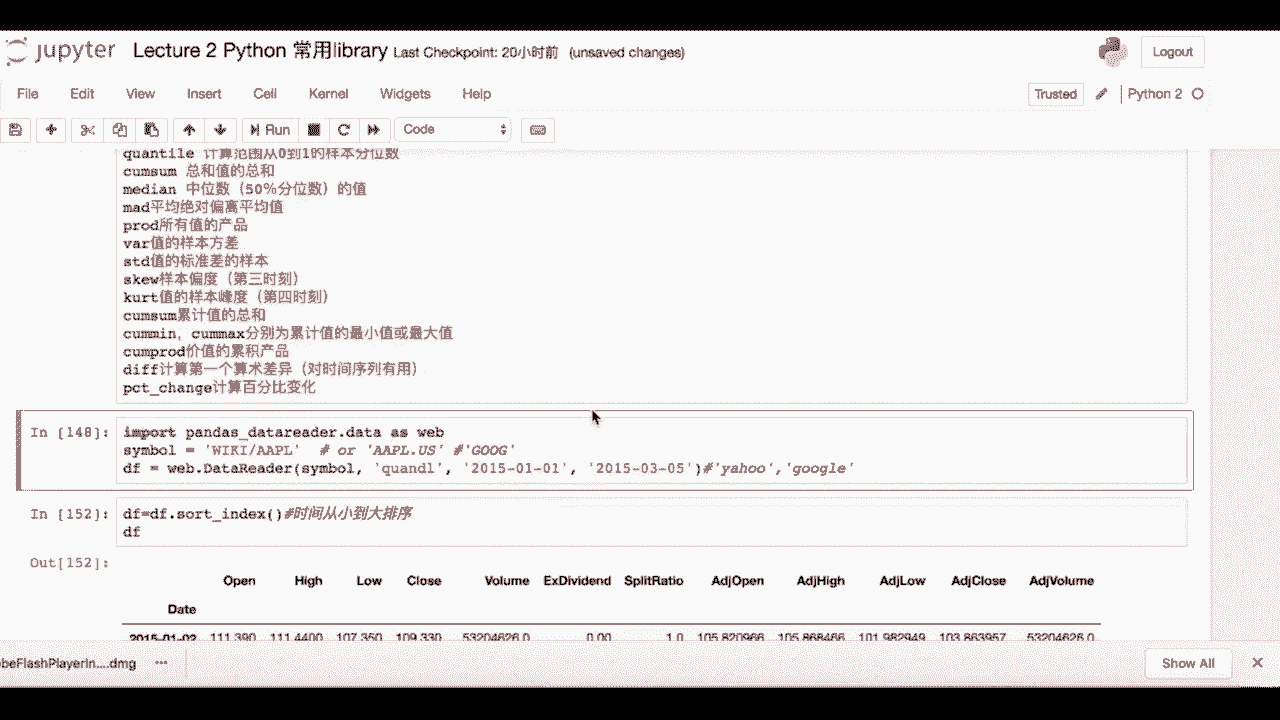 jupyter Lecture 2 Python 常用library Last Checkpoint: 20小时前 (unsaved changes) Logout
File Edit View Insert Cell Kernel Widgets Help Trusted Python 2
Run Code
quantile 计算范围从0到1的样本分位数
cumsum 总和值的总和
median 中位数（50％分位数）的值
mad平均绝对偏离平均值
prod所有值的产品
var值的样本方差
std值的标准差的样本
skew样本偏度（第三时刻）
kurt值的样本峰度（第四时刻）
cumsum累计值的总和
cummin，cummax分别为累计值的最小值或最大值
cumprod价值的累积产品
diff计算第一个算术差异（对时间序列有用）
pct_change计算百分比变化
In [148]: import pandas_datareader.data as web
symbol = 'WIKI/AAPL' # or 'AAPL.US' #'GOOG'
df = web.DataReader(symbol, 'quandl', '2015-01-01', '2015-03-05')#'yahoo','google'
In [152]: df=df.sort_index()#时间从小到大排序
df
Out[152]:
Open High Low Close Volume ExDividend SplitRatio AdjOpen AdjHigh AdjLow AdjClose AdjVolume
Date
2015-01-02 111.390 111.4400 107.350 109.330 53204626.0 0.00 1.0 105.820966 105.868466 101.982949 103.863957 53204626.0
obeFlashPlayerIn....dmg Show All